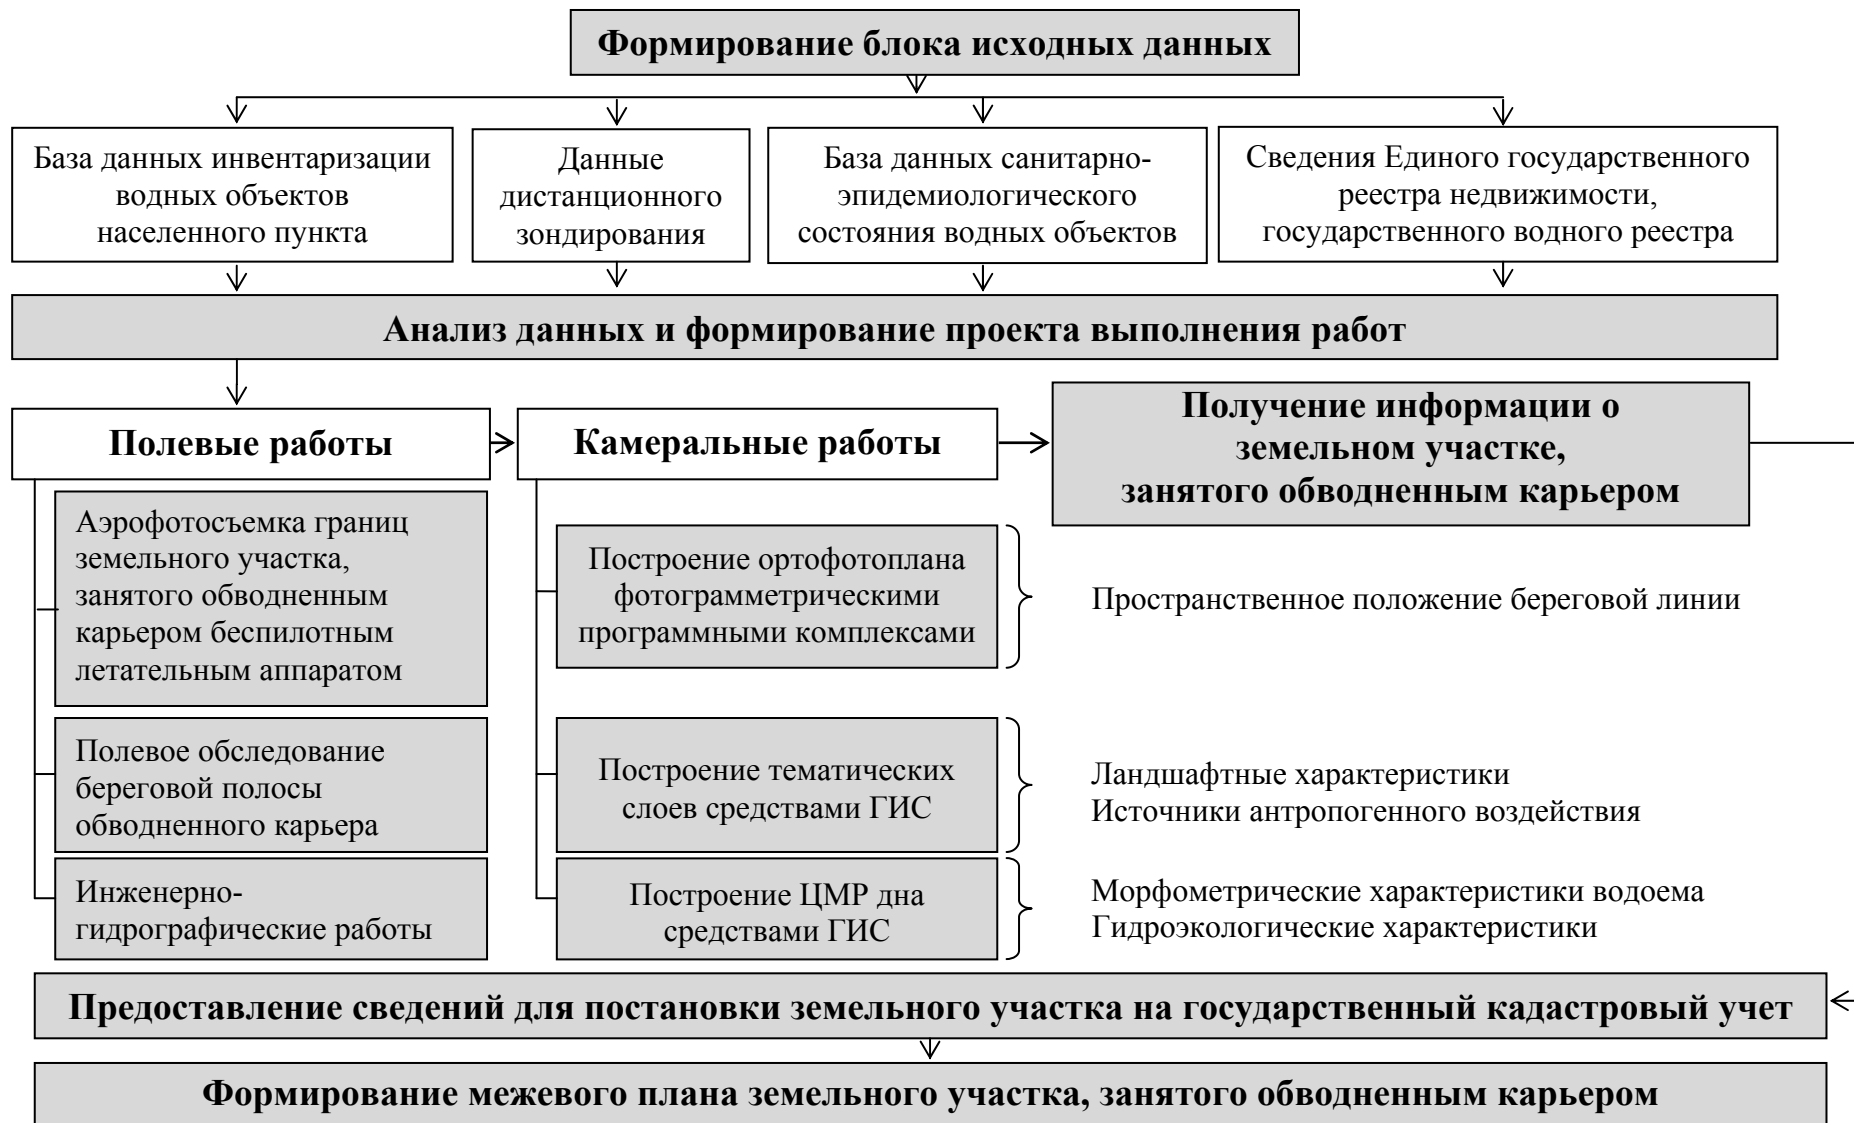 Формирование блока исходных данных
База данных инвентаризации
водных объектов
населенного пункта
Данные
дистанционного
зондирования
База данных санитарно-
эпидемиологического
состояния водных объектов
Сведения Единого государственного
реестра недвижимости,
государственного водного реестра
Анализ данных и формирование проекта выполнения работ
Полевые работы
Камеральные работы
Получение информации о
земельном участке,
занятого обводненным карьером
Аэрофотосъемка границ
земельного участка,
занятого обводненным
карьером беспилотным
летательным аппаратом
Полевое обследование
береговой полосы
обводненного карьера
Инженерно-
гидрографические работы
Построение ортофотоплана
фотограмметрическими
программными комплексами
Построение тематических
слоев средствами ГИС
Построение ЦМР дна
средствами ГИС
Пространственное положение береговой линии
Ландшафтные характеристики
Источники антропогенного воздействия
Морфометрические характеристики водоема
Гидроэкологические характеристики
Предоставление сведений для постановки земельного участка на государственный кадастровый учет
Формирование межевого плана земельного участка, занятого обводненным карьером